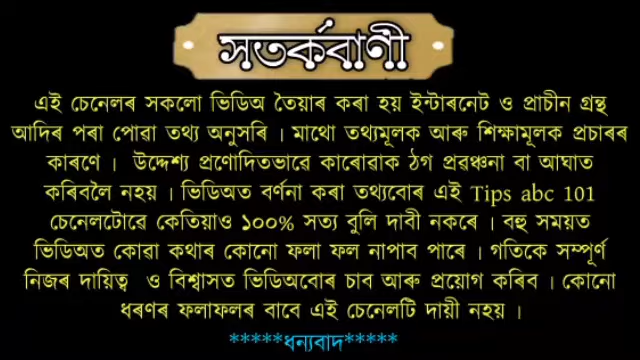 সতৰ্কবাণী
এই চেনেলৰ সকলো ভিডিঅ তৈয়াৰ কৰা হয় ইন্টাৰনেট ও প্ৰাচীন গ্ৰন্থ
আদিৰ পৰা পোৱা তথ্য অনুসৰি । মাথো তথ্যমূলক আৰু শিক্ষামূলক প্ৰচাৰৰ
কাৰণে । উদ্দেশ্য প্ৰণোদিতভাৱে কাৰোৱাক ঠগ প্ৰৱঞ্চনা বা আঘাত
কৰিবলৈ নহয় । ভিডিঅত বৰ্ণনা কৰা তথ্যবোৰ এই Tips abc 101
চেনেলটোৱে কেতিয়াও ১০০% সত্য বুলি দাবী নকৰে । বহু সময়ত
ভিডিঅত কোৱা কথাৰ কোনো ফলা ফল নাপাব পাৰে । গতিকে সম্পূৰ্ণ
নিজৰ দায়িত্ব ও বিশ্বাসত ভিডিঅবোৰ চাব আৰু প্ৰয়োগ কৰিব । কোনো
ধৰণৰ ফলাফলৰ বাবে এই চেনেলটি দায়ী নহয় ।
*****ধন্যবাদ*****